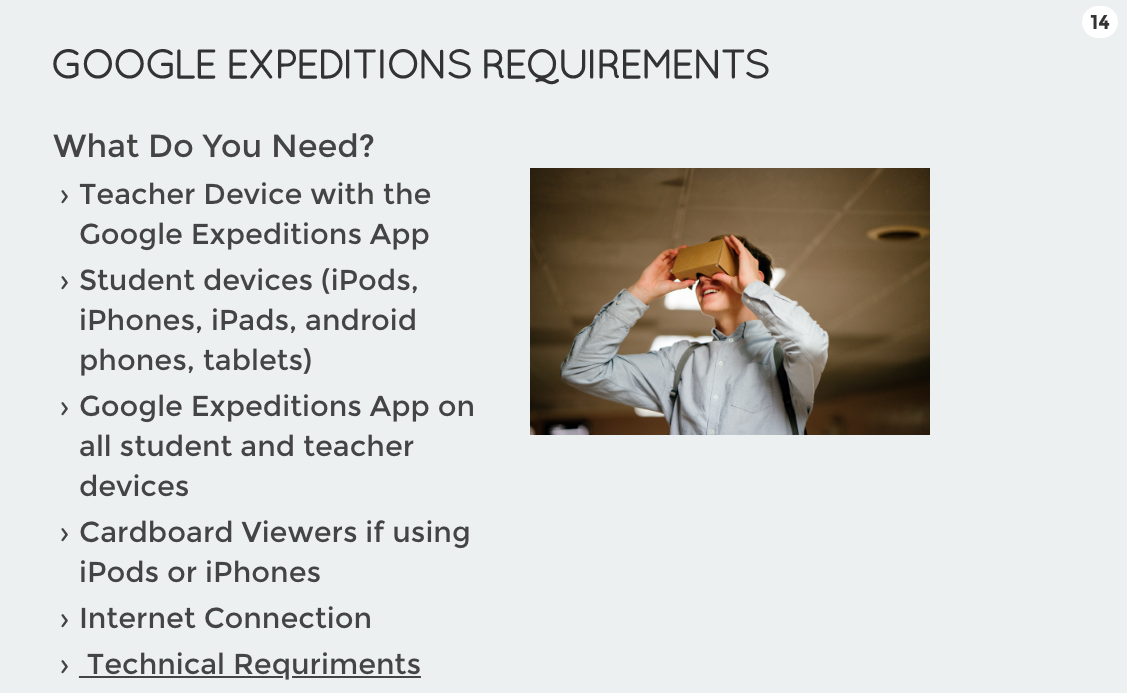 14
GOOGLE EXPEDITIONS REQUIREMENTS
What Do You Need?
› Teacher Device with the
Google Expeditions App
› Student devices (iPods,
iPhones, iPads, android
phones, tablets)
› Google Expeditions App on
all student and teacher
devices
› Cardboard Viewers if using
iPods or iPhones
› Internet Connection
› Technical Requriments